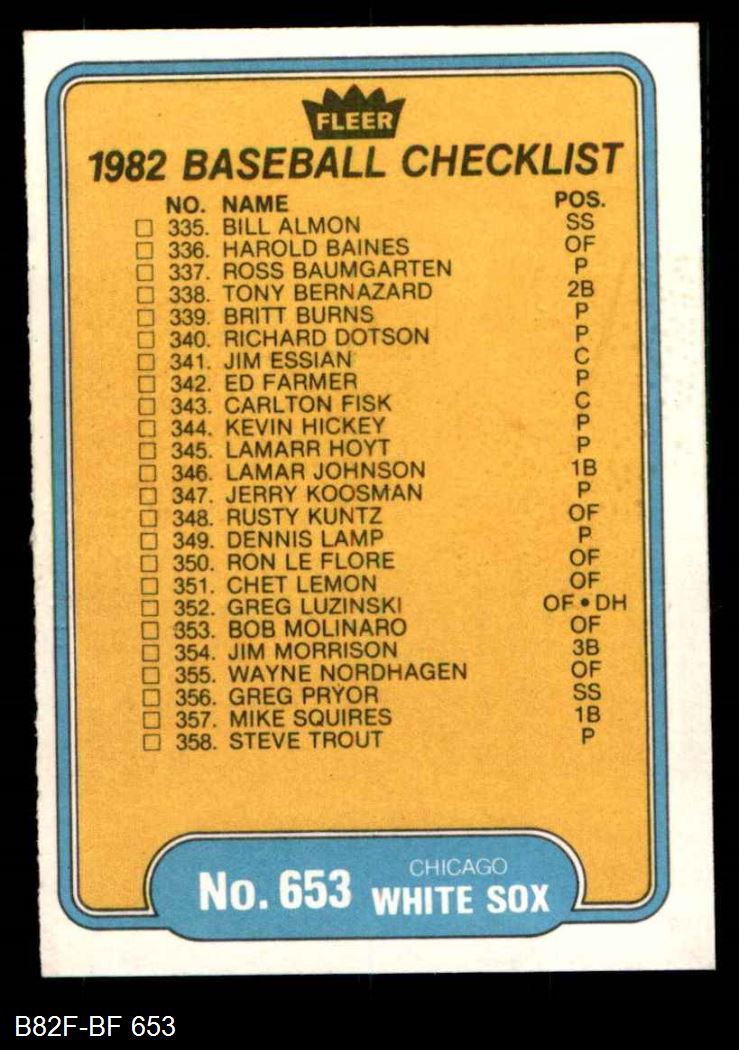 FLEER
1982 BASEBALL CHECKLIST
NO. NAME POS.
335. BILL ALMON SS
336. HAROLD BAINES OF
337. ROSS BAUMGARTEN P
338. TONY BERNAZARD 2B
339. BRITT BURNS P
340. RICHARD DOTSON P
341. JIM ESSIAN C
342. ED FARMER P
343. CARLTON FISK C
344. KEVIN HICKEY P
345. LAMARR HOYT P
346. LAMAR JOHNSON 1B
347. JERRY KOOSMAN P
348. RUSTY KUNTZ OF
349. DENNIS LAMP P
350. RON LE FLORE OF
351. CHET LEMON OF
352. GREG LUZINSKI OF • DH
353. BOB MOLINARO OF
354. JIM MORRISON 3B
355. WAYNE NORDHAGEN OF
356. GREG PRYOR SS
357. MIKE SQUIRES 1B
358. STEVE TROUT P
No. 653
CHICAGO
WHITE SOX
B82F-BF 653